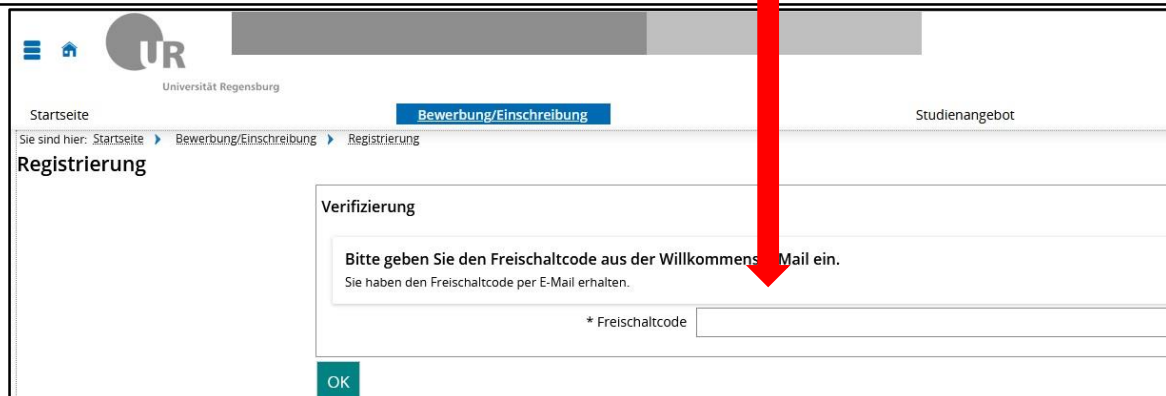 UR
Universität Regensburg
Startseite Bewerbung/Einschreibung Studienangebot
Sie sind hier: Startseite Bewerbung/Einschreibung Registrierung
Registrierung
Verifizierung
Bitte geben Sie den Freischaltcode aus der Willkommens Mail ein.
Sie haben den Freischaltcode per E-Mail erhalten.
* Freischaltcode
OK